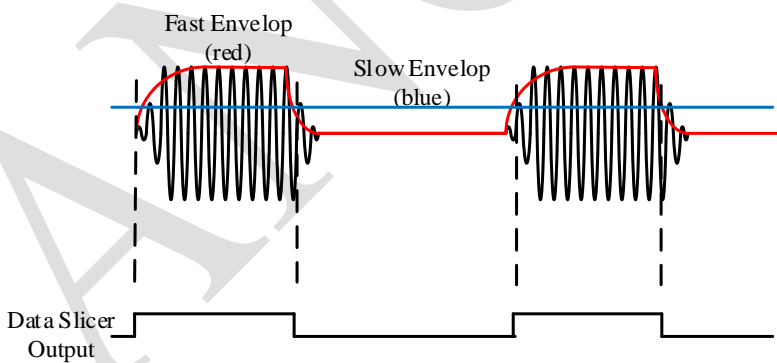 Fast Envelop
(red)
Slow Envelop
(blue)
Data Slicer
Output